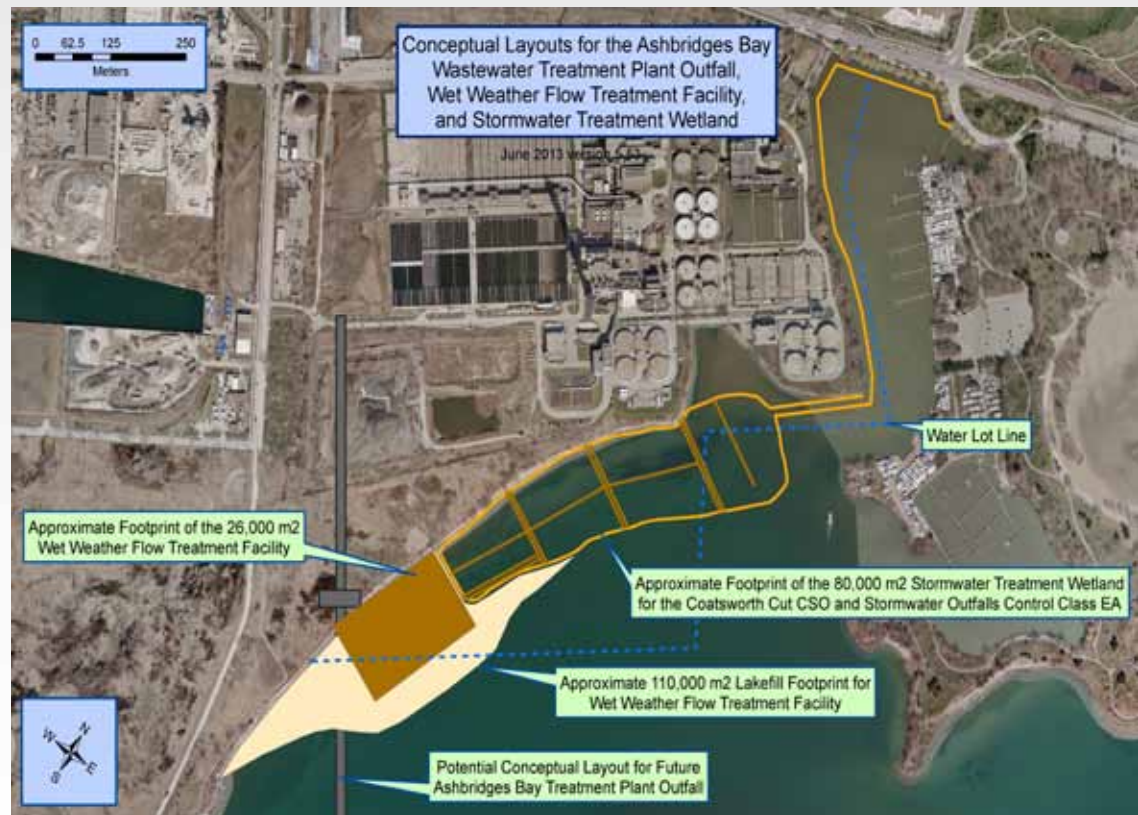 0 62.5 125 250
Meters
Conceptual Layouts for the Ashbridges Bay
Wastewater Treatment Plant Outfall,
Wet Weather Flow Treatment Facility,
and Stormwater Treatment Wetland
June 2013 version
Water Lot Line
Approximate Footprint of the 26,000 m2
Wet Weather Flow Treatment Facility
Approximate Footprint of the 80,000 m2 Stormwater Treatment Wetland
for the Coatsworth Cut CSO and Stormwater Outfalls Control Class EA
Approximate 110,000 m2 Lakefill Footprint for
Wet Weather Flow Treatment Facility
Potential Conceptual Layout for Future
Ashbridges Bay Treatment Plant Outfall
N
W
E
S